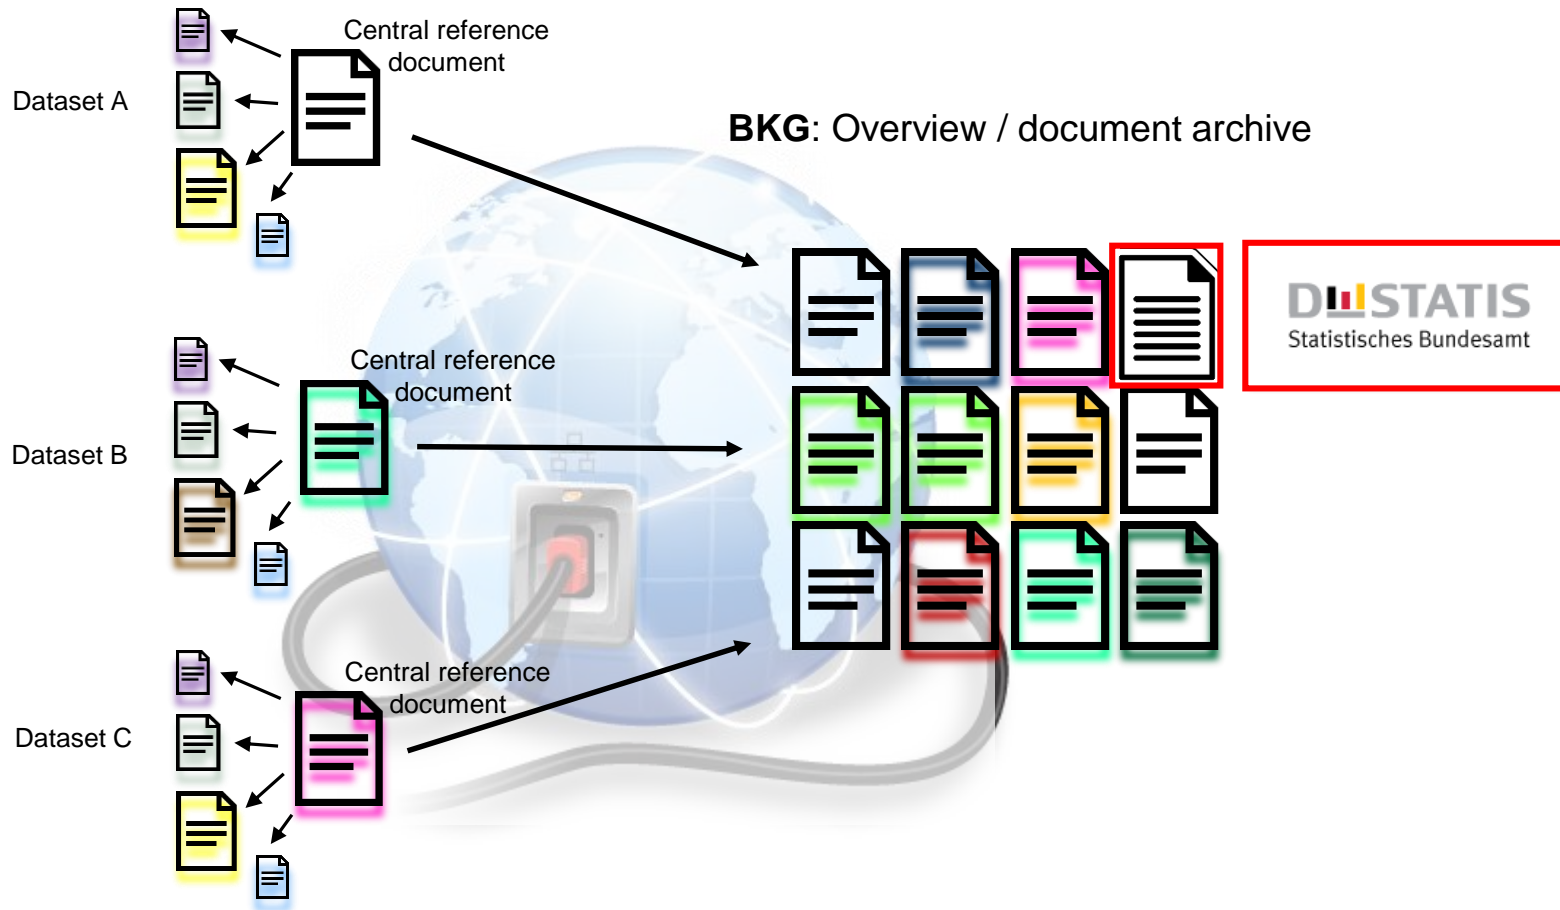 Central reference
document
Dataset A
BKG: Overview / document archive
DESTATIS
Statistisches Bundesamt
Central reference
document
Dataset B
Central reference
document
Dataset C